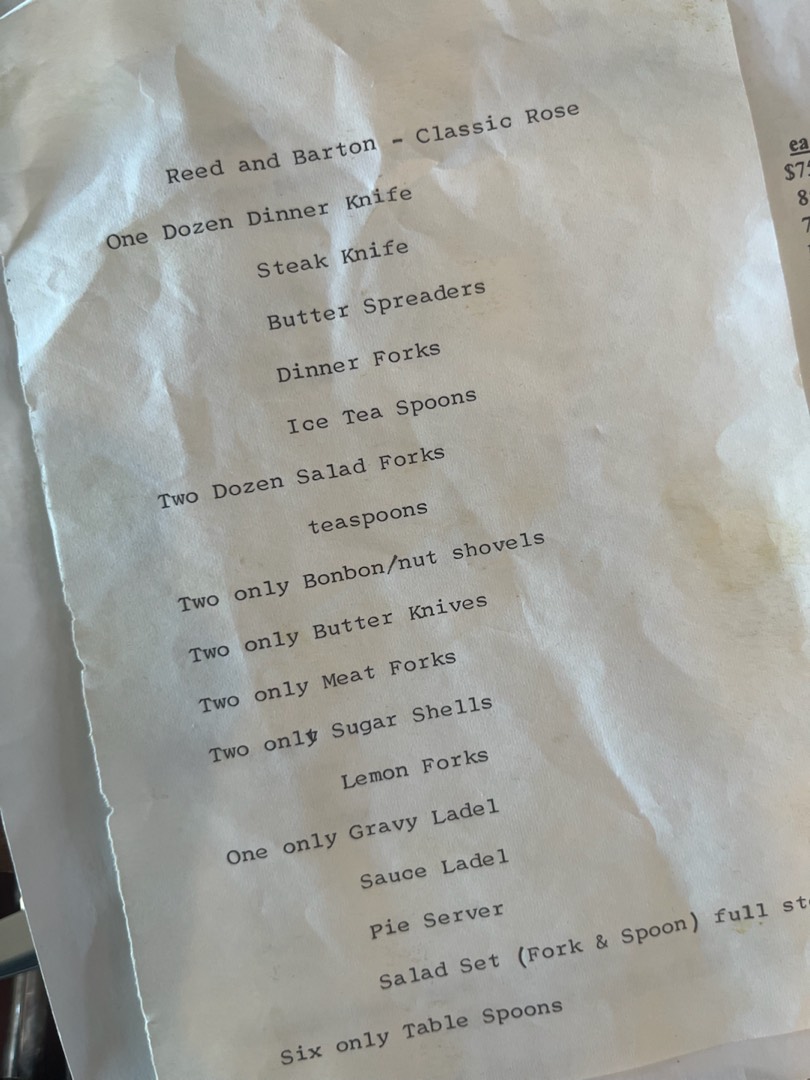 Reed and Barton - Classic Rose
One Dozen Dinner Knife
Steak Knife
Butter Spreaders
Dinner Forks
Ice Tea Spoons
Two Dozen Salad Forks
teaspoons
Two only Bonbon/nut shovels
Two only Butter Knives
Two only Meat Forks
Two only Sugar Shells
Lemon Forks
One only Gravy Ladel
Sauce Ladel
Pie Server
Salad Set (Fork & Spoon) full
Six only Table Spoons